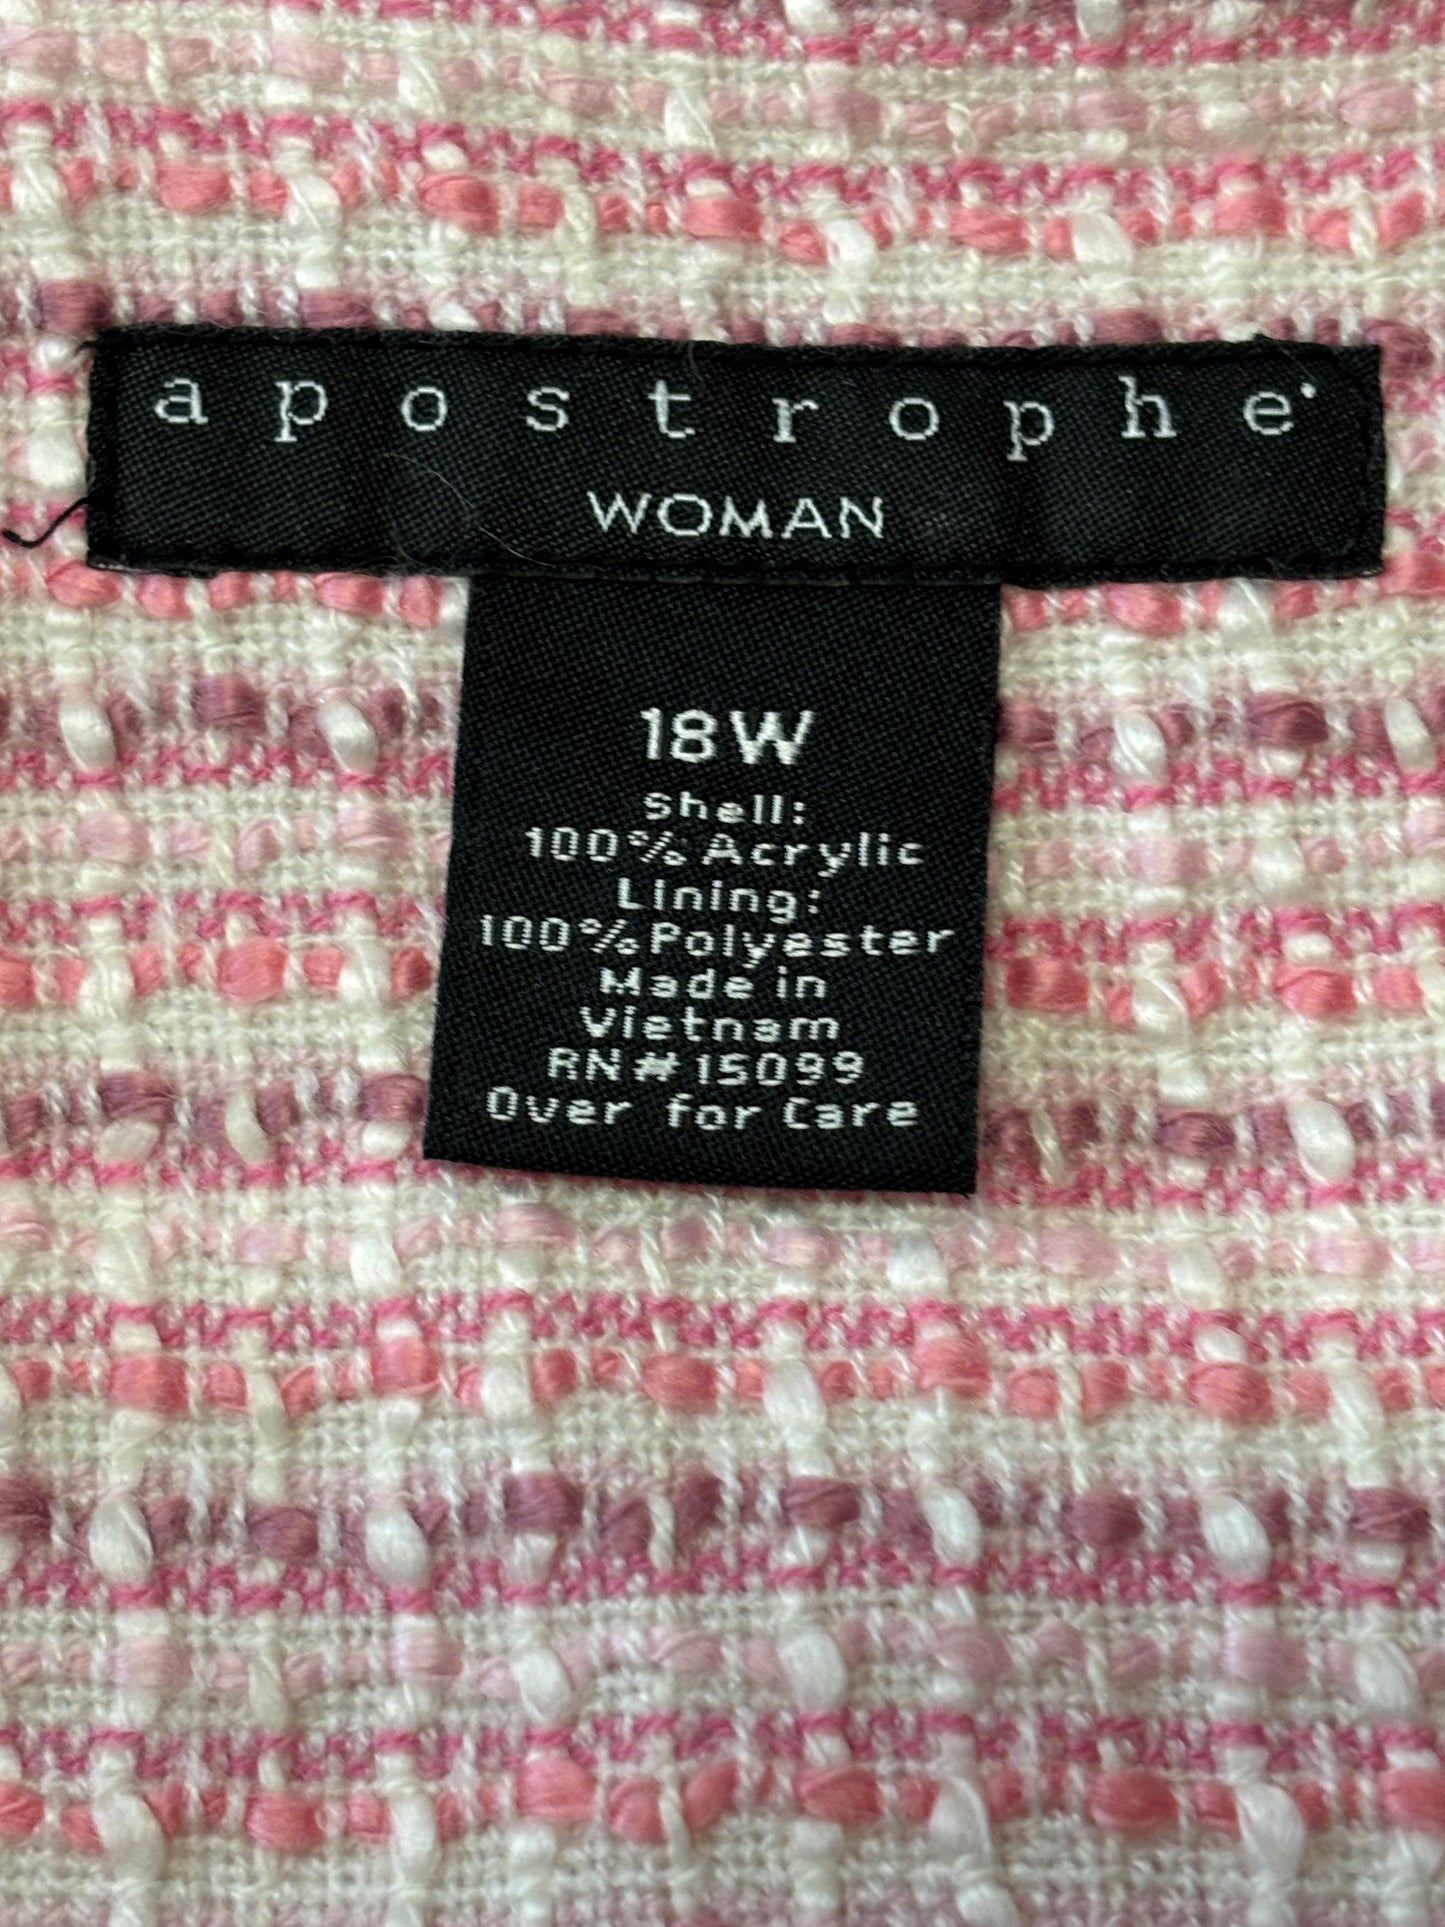 apostrophe
WOMAN
18W
Shell:
100% Acrylic
Lining:
100% Polyester
Made in
Vietnam
RN#15099
Over for Care